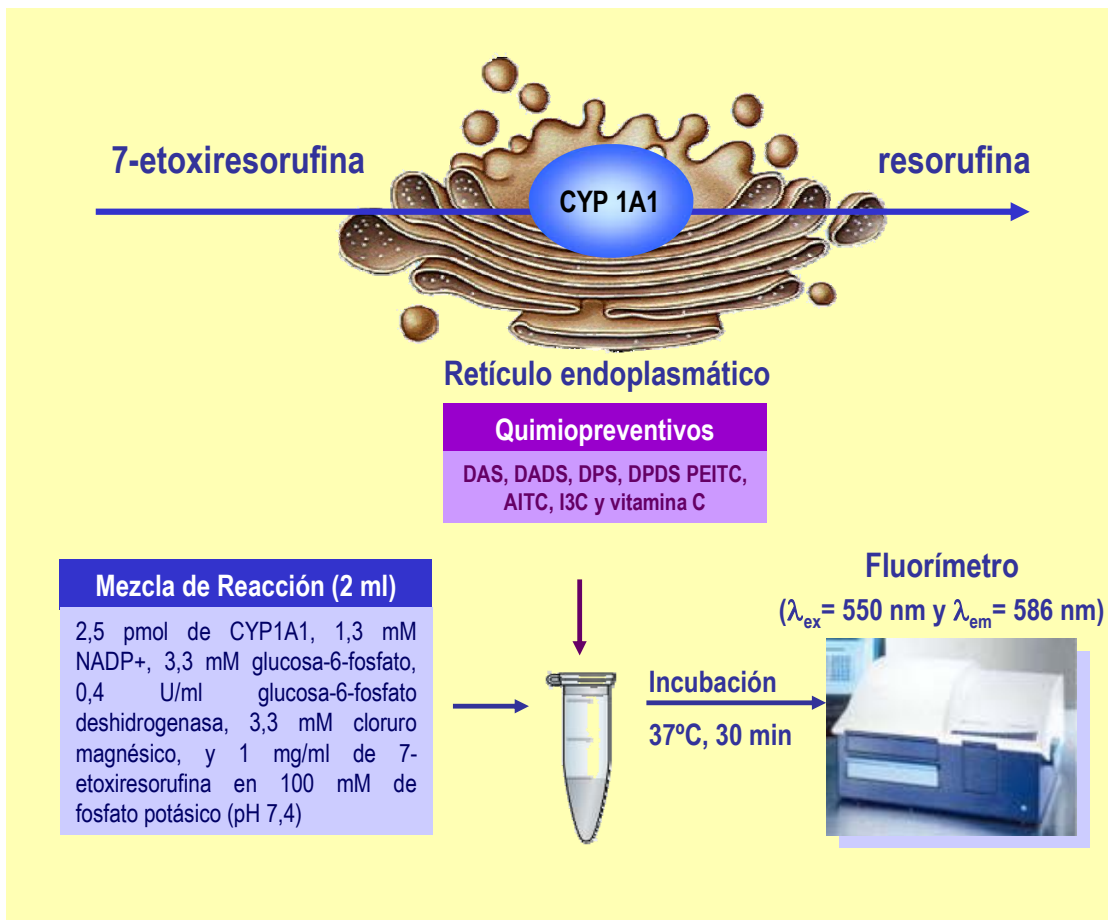 7-etoxiresorufina
resorufina
CYP 1A1
Retículo endoplasmático
Quimiopreventivos
DAS, DADS, DPS, DPDS PEITC,
AITC, I3C y vitamina C
Mezcla de Reacción (2 ml)
2,5 pmol de CYP1A1, 1,3 mM
NADP+, 3,3 mM glucosa-6-fosfato,
0,4 U/ml glucosa-6-fosfato
deshidrogenasa, 3,3 mM cloruro
magnésico, y 1 mg/ml de 7-
etoxiresorufina en 100 mM de
fosfato potásico (pH 7,4)
Incubación
37ºC, 30 min
Fluorímetro
(λex= 550 nm y λem= 586 nm)